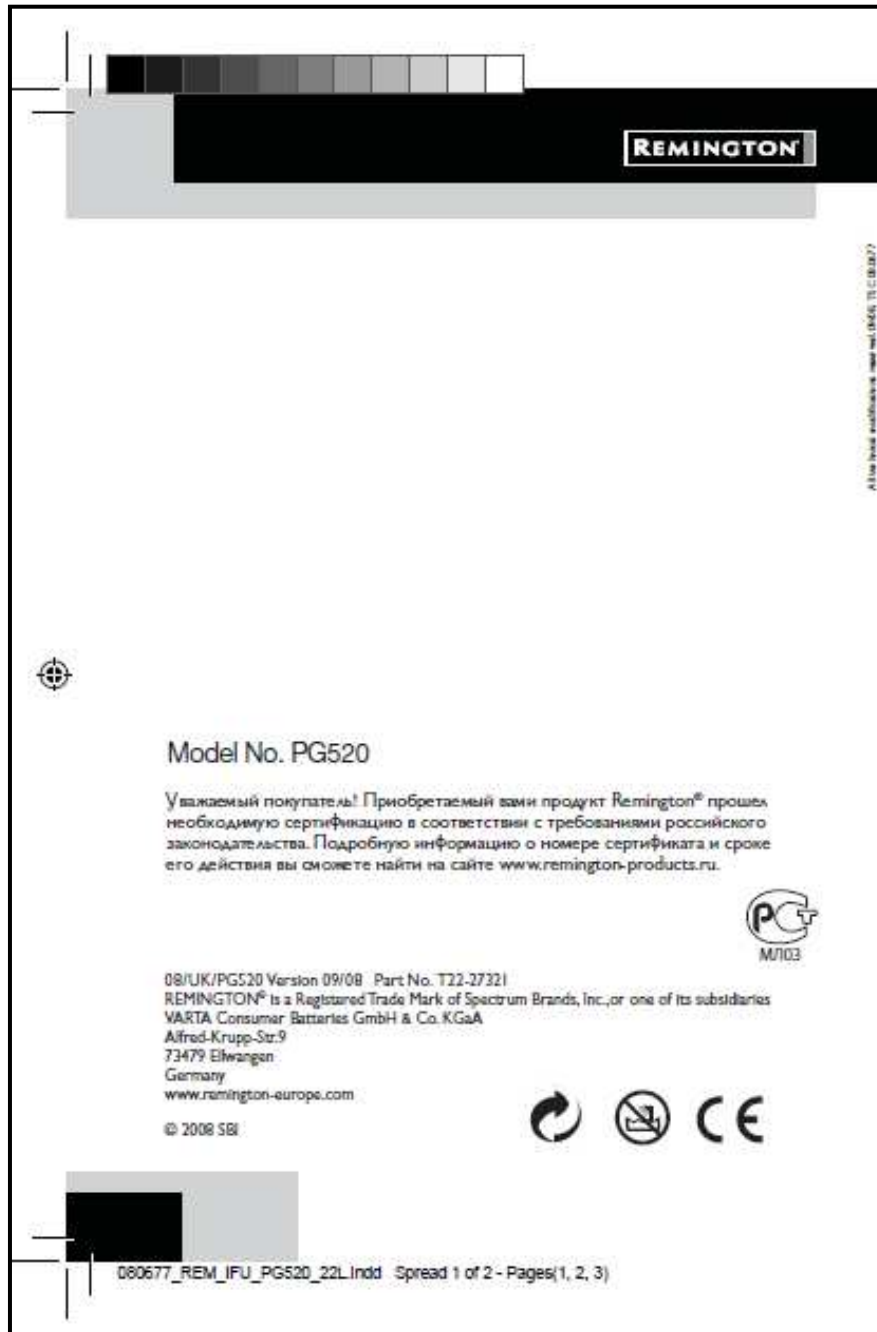 REMINGTON
Model No. PG520
Уважаемый покупатель! Приобретаемый вами продукт Remington® прошел
необходимую сертификацию в соответствии с требованиями российского
законодательства. Подробную информацию о номере сертификата и сроке
его действия вы сможете найти на сайте www.remington-products.ru.
МЛ03
08/UK/PG520 Version 09/08 Part No. T22-27321
REMINGTON® is a Registered Trade Mark of Spectrum Brands, Inc.,or one of its subsidiaries
VARTA Consumer Batteries GmbH & Co. KGaA
Alfred-Krupp-Str.9
73479 Ellwangen
Germany
www.remington-europe.com
© 2008 SBI
CE
080677_REM_IFU_PG520_22L.indd Spread 1 of 2 - Pages(1, 2, 3)